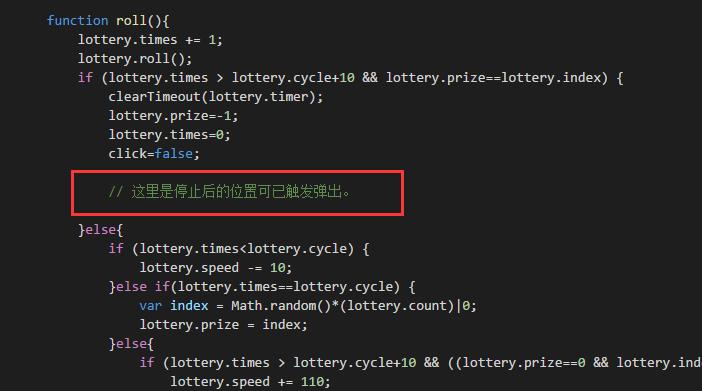 function roll(){
lottery.times += 1;
lottery.roll();
if (lottery.times > lottery.cycle+10 && lottery.prize==lottery.index) {
clearTimeout(lottery.timer);
lottery.prize=-1;
lottery.times=0;
click=false;
// 这里是停止后的位置可已触发弹出。
}else{
if (lottery.times<lottery.cycle) {
lottery.speed -= 10;
}else if(lottery.times==lottery.cycle) {
var index = Math.random()*(lottery.count)|0;
lottery.prize = index;
}else{
if (lottery.times > lottery.cycle+10 && ((lottery.prize==0 && lottery.ind
lottery.speed += 110;